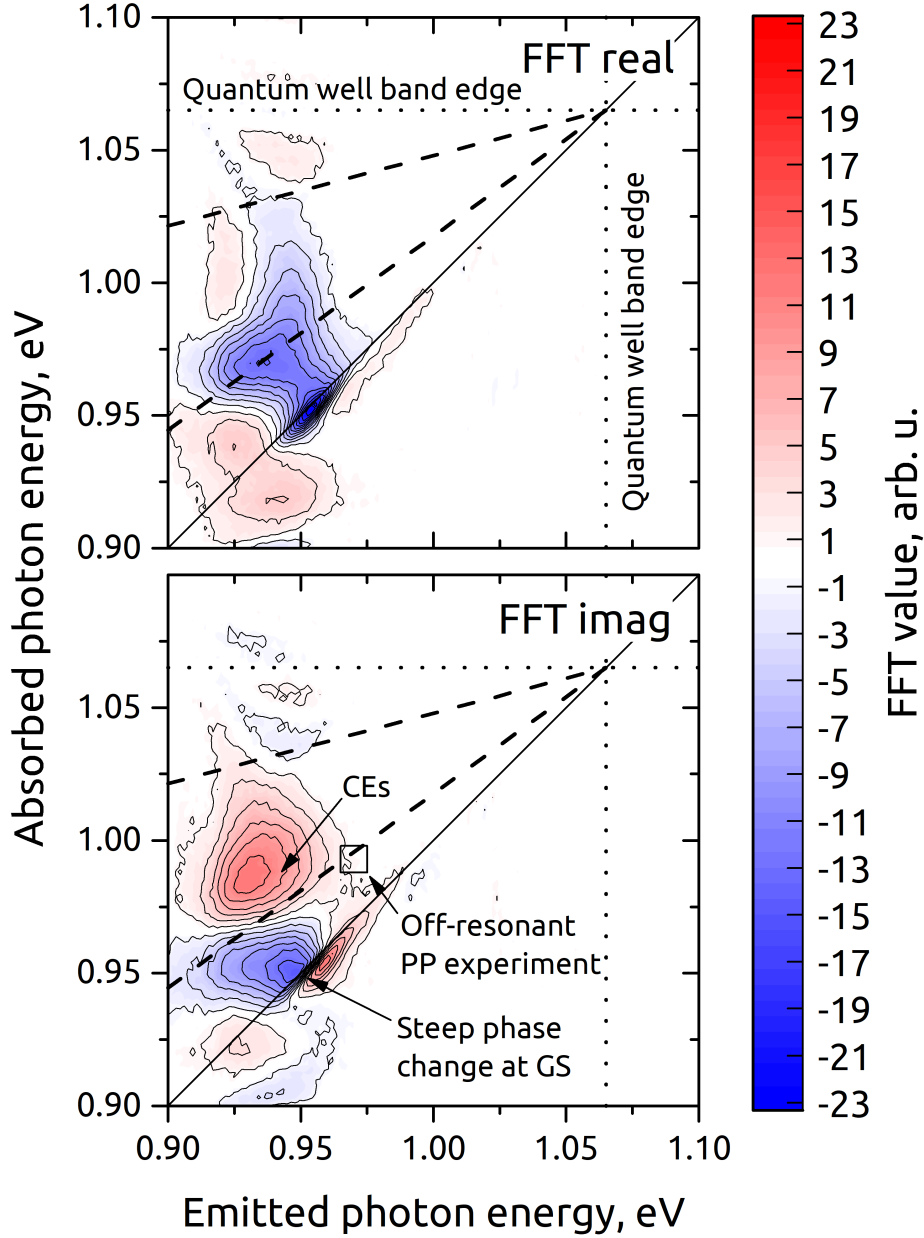 1.10
FFT real
Quantum well band edge
1.05
Quantum well band edge
1.00
0.95
0.90
Absorbed photon energy, eV
FFT imag
1.05
CEs
1.00
Off-resonant
PP experiment
0.95
Steep phase
change at GS
0.90
0.90 0.95 1.00 1.05 1.10
Emitted photon energy, eV
23
21
19
17
15
13
11
9
7
5
3
1
-1
-3
-5
-7
-9
-11
-13
-15
-17
-19
-21
-23
FFT value, arb. u.